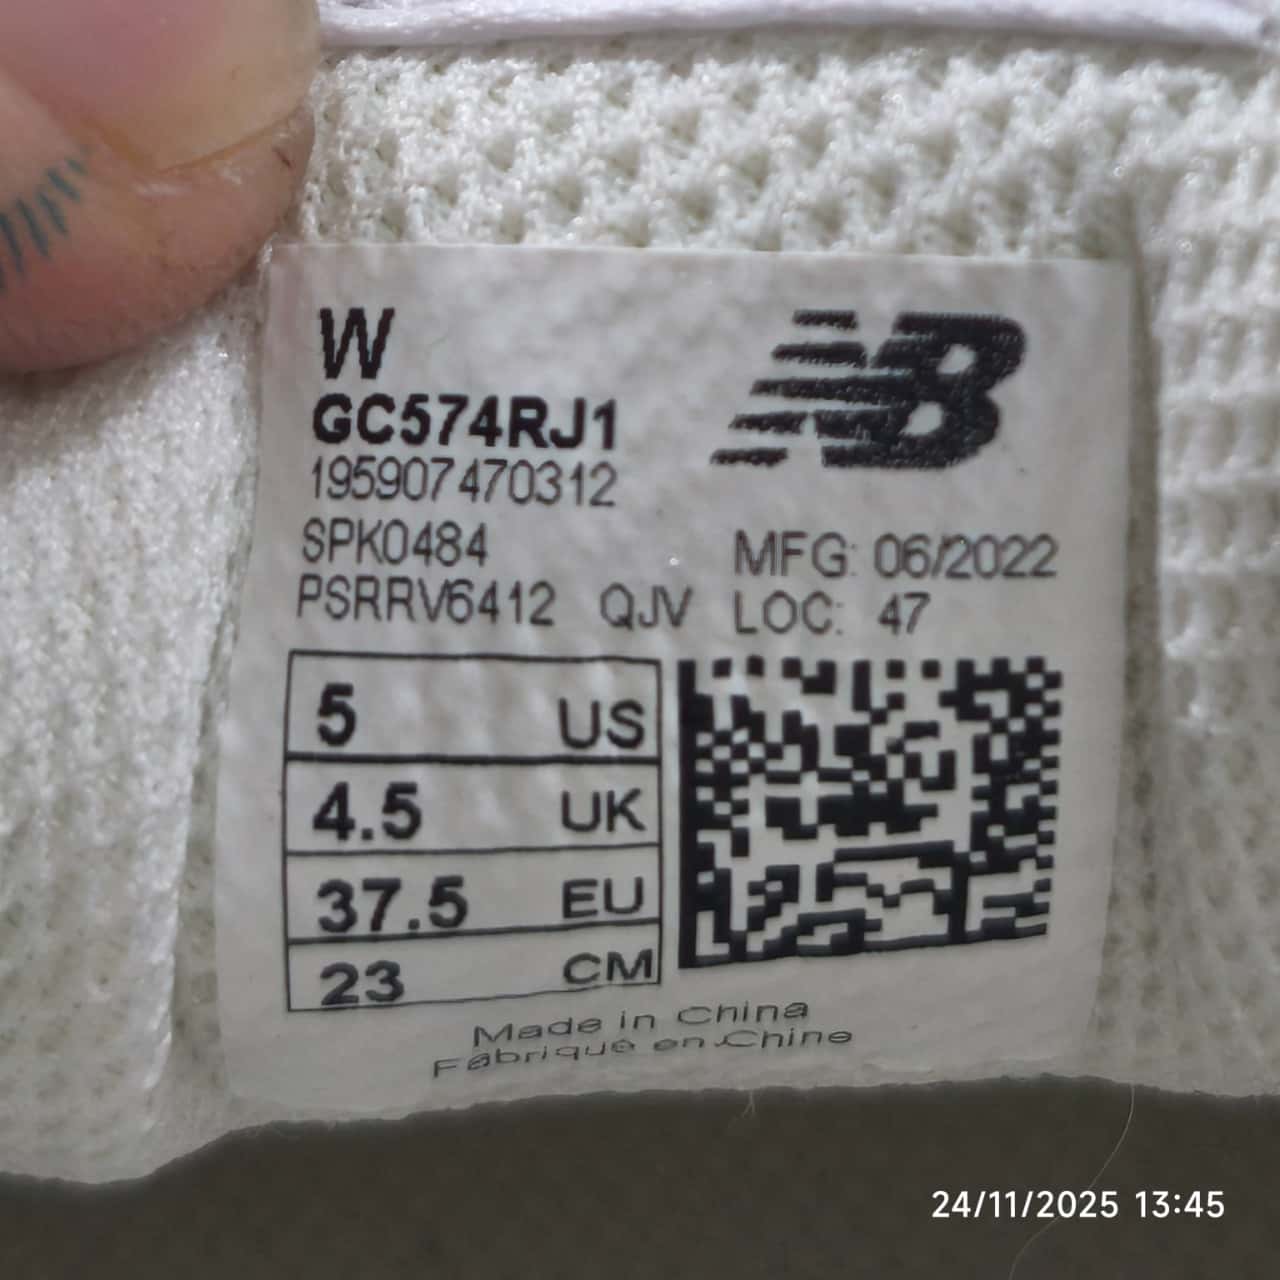 W
NB
GC574RJ1
195907470312
SPK0484
MFG: 06/2022
PSRRV6412 QJV LOC: 47
5 US
4.5 UK
37.5 EU
23 CM
Made in China
Fabriqué en Chine
24/11/2025 13:45